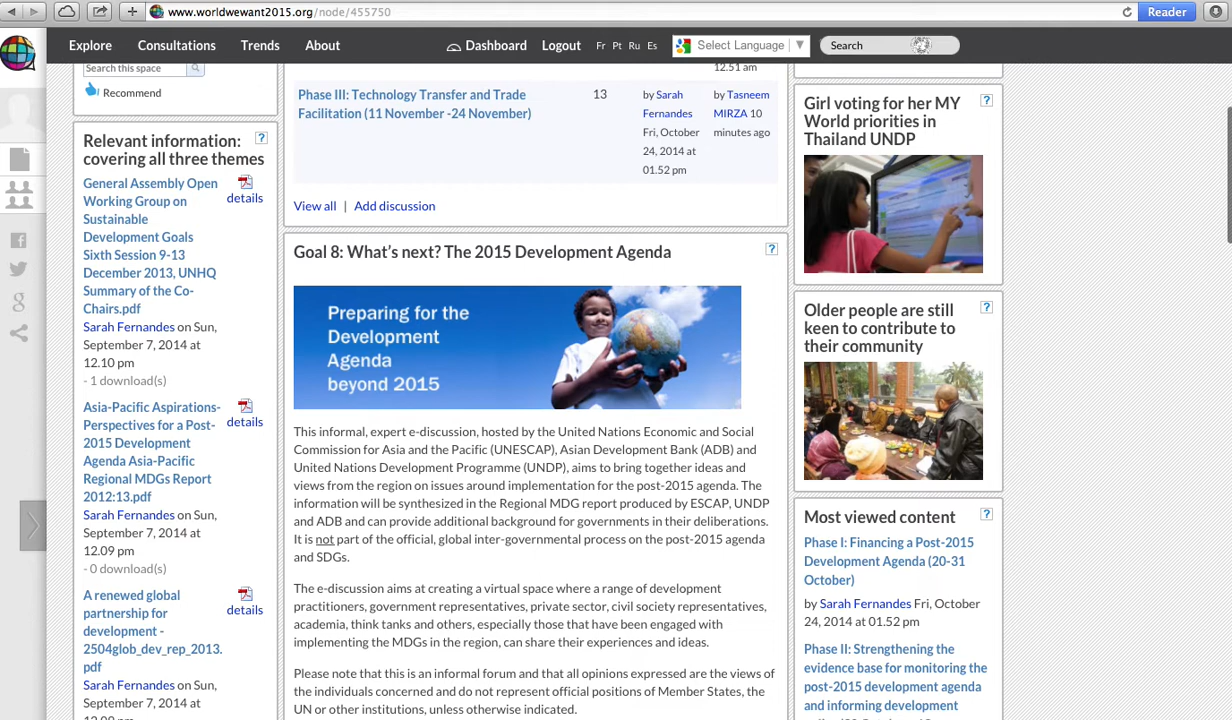 www.worldwewant2015.org/node/455750
Reader
Explore
Consultations
Trends
About
Dashboard
Logout
Fr Pt Ru Es
Select Language
Search
Search this space
Recommend
Relevant information:
covering all three themes
General Assembly Open
Working Group on
Sustainable
Development Goals
Sixth Session 9-13
December 2013, UNHQ
Summary of the Co-
Chairs.pdf
details
Sarah Fernandes on Sun,
September 7, 2014 at
12.10 pm
- 1 download(s)
Asia-Pacific Aspirations-
Perspectives for a Post-
2015 Development
Agenda Asia-Pacific
Regional MDGs Report
2012:13.pdf
details
Sarah Fernandes on Sun,
September 7, 2014 at
12.09 pm
- 0 download(s)
A renewed global
partnership for
development -
2504glob_dev_rep_2013.
pdf
details
Sarah Fernandes on Sun,
September 7, 2014 at
12.51 am
Phase III: Technology Transfer and Trade
Facilitation (11 November -24 November)
13
by Sarah
Fernandes
Fri, October
24, 2014 at
01.52 pm
by Tasneem
MIRZA 10
minutes ago
View all | Add discussion
Goal 8: What's next? The 2015 Development Agenda
Preparing for the
Development
Agenda
beyond 2015
This informal, expert e-discussion, hosted by the United Nations Economic and Social
Commission for Asia and the Pacific (UNESCAP), Asian Development Bank (ADB) and
United Nations Development Programme (UNDP), aims to bring together ideas and
views from the region on issues around implementation for the post-2015 agenda. The
information will be synthesized in the Regional MDG report produced by ESCAP, UNDP
and ADB and can provide additional background for governments in their deliberations.
It is not part of the official, global inter-governmental process on the post-2015 agenda
and SDGs.
The e-discussion aims at creating a virtual space where a range of development
practitioners, government representatives, private sector, civil society representatives,
academia, think tanks and others, especially those that have been engaged with
implementing the MDGs in the region, can share their experiences and ideas.
Please note that this is an informal forum and that all opinions expressed are the views of
the individuals concerned and do not represent official positions of Member States, the
UN or other institutions, unless otherwise indicated.
Girl voting for her MY
World priorities in
Thailand UNDP
Older people are still
keen to contribute to
their community
Most viewed content
Phase I: Financing a Post-2015
Development Agenda (20-31
October)
by Sarah Fernandes Fri, October
24, 2014 at 01.52 pm
Phase II: Strengthening the
evidence base for monitoring the
post-2015 development agenda
and informing development